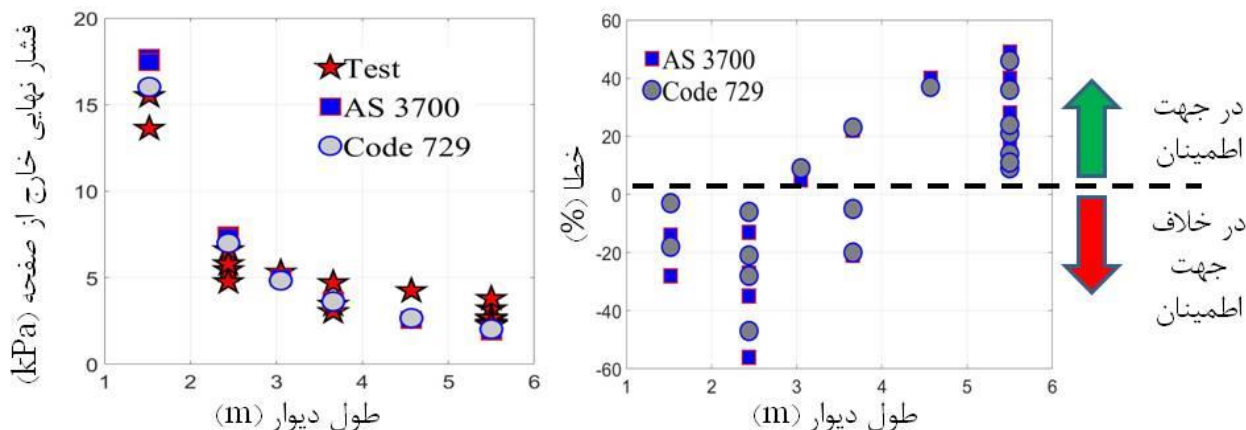 فشار نهایی خارج از صفحه (kPa)
20
15
10
5
0
Test
AS 3700
Code 729
1 2 3 4 5 6
طول دیوار (m)
خطا (%)
60
40
20
0
-20
-40
-60
AS 3700
Code 729
1 2 3 4 5 6
طول دیوار (m)
در جهت
اطمینان
در خلاف
جهت
اطمینان